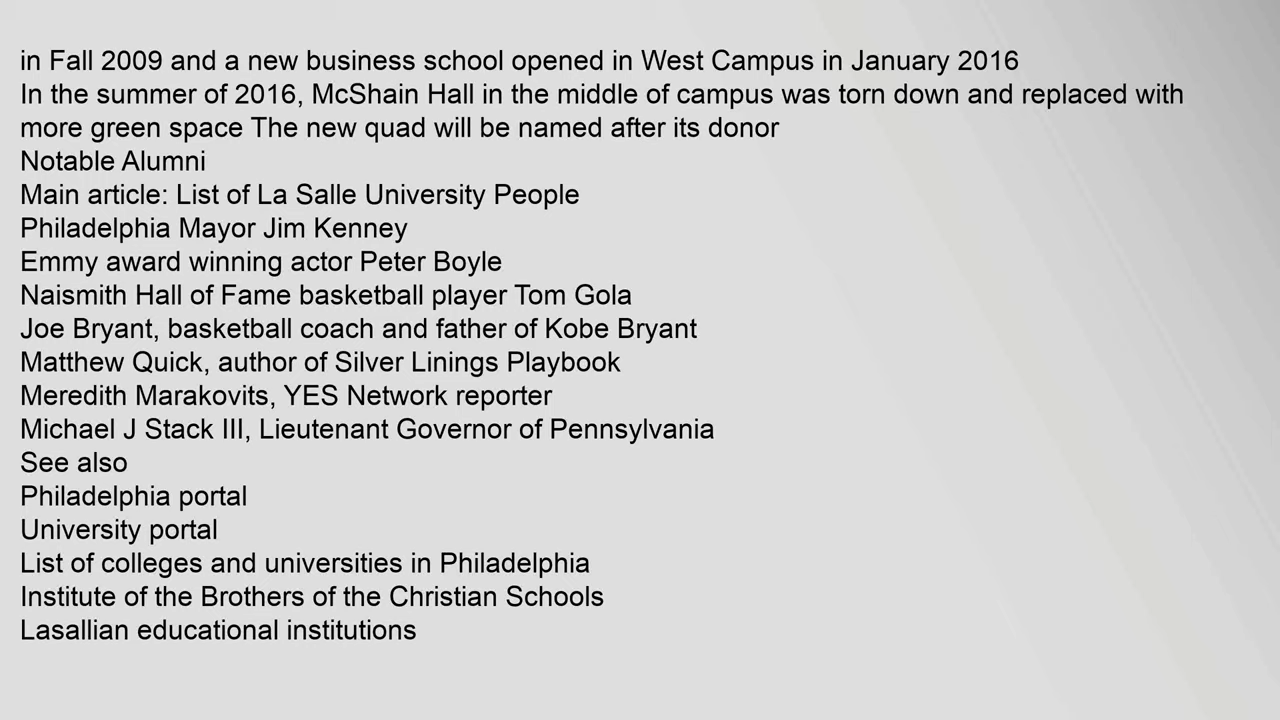 in Fall 2009 and a new business school opened in West Campus in January 2016
In the summer of 2016, McShain Hall in the middle of campus was torn down and replaced with
more green space The new quad will be named after its donor
Notable Alumni
Main article: List of La Salle University People
Philadelphia Mayor Jim Kenney
Emmy award winning actor Peter Boyle
Naismith Hall of Fame basketball player Tom Gola
Joe Bryant, basketball coach and father of Kobe Bryant
Matthew Quick, author of Silver Linings Playbook
Meredith Marakovits, YES Network reporter
Michael J Stack III, Lieutenant Governor of Pennsylvania
See also
Philadelphia portal
University portal
List of colleges and universities in Philadelphia
Institute of the Brothers of the Christian Schools
Lasallian educational institutions